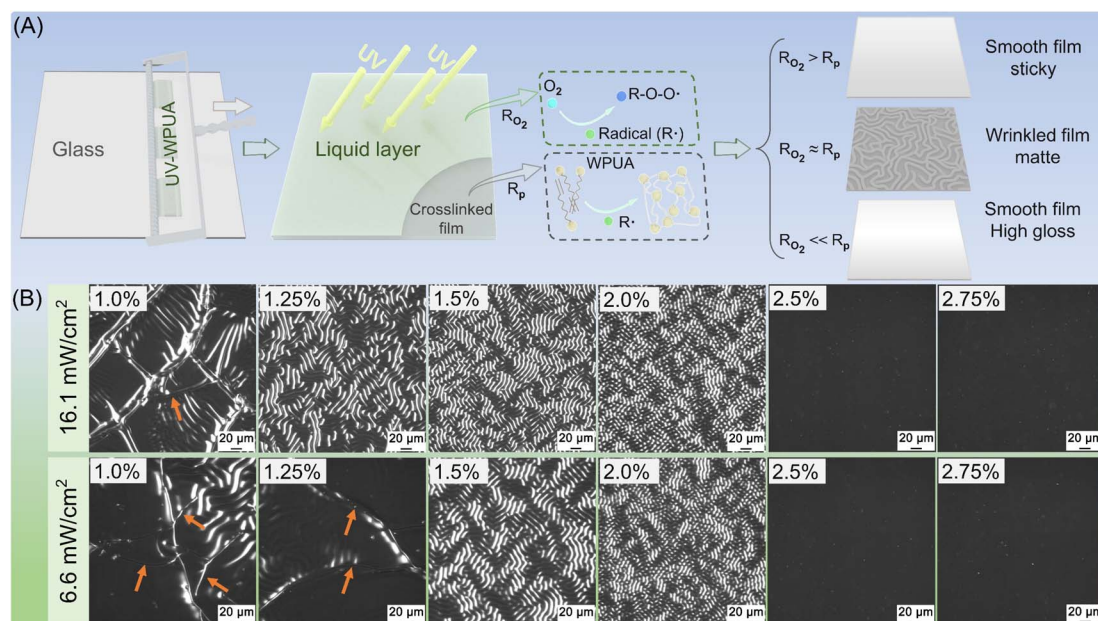 (A)
Glass
UV-WPUA
UV
UV
Liquid layer
Crosslinked
film
R_O₂
R_p
O₂
R-O-O·
Radical (R·)
WPUA
R·
R_O₂ > R_p
Smooth film
sticky
R_O₂ ≈ R_p
Wrinkled film
matte
R_O₂ << R_p
Smooth film
High gloss
(B)
16.1 mW/cm²
1.0%
1.25%
1.5%
2.0%
2.5%
2.75%
20 μm
20 μm
20 μm
20 μm
20 μm
20 μm
6.6 mW/cm²
1.0%
1.25%
1.5%
2.0%
2.5%
2.75%
20 μm
20 μm
20 μm
20 μm
20 μm
20 μm